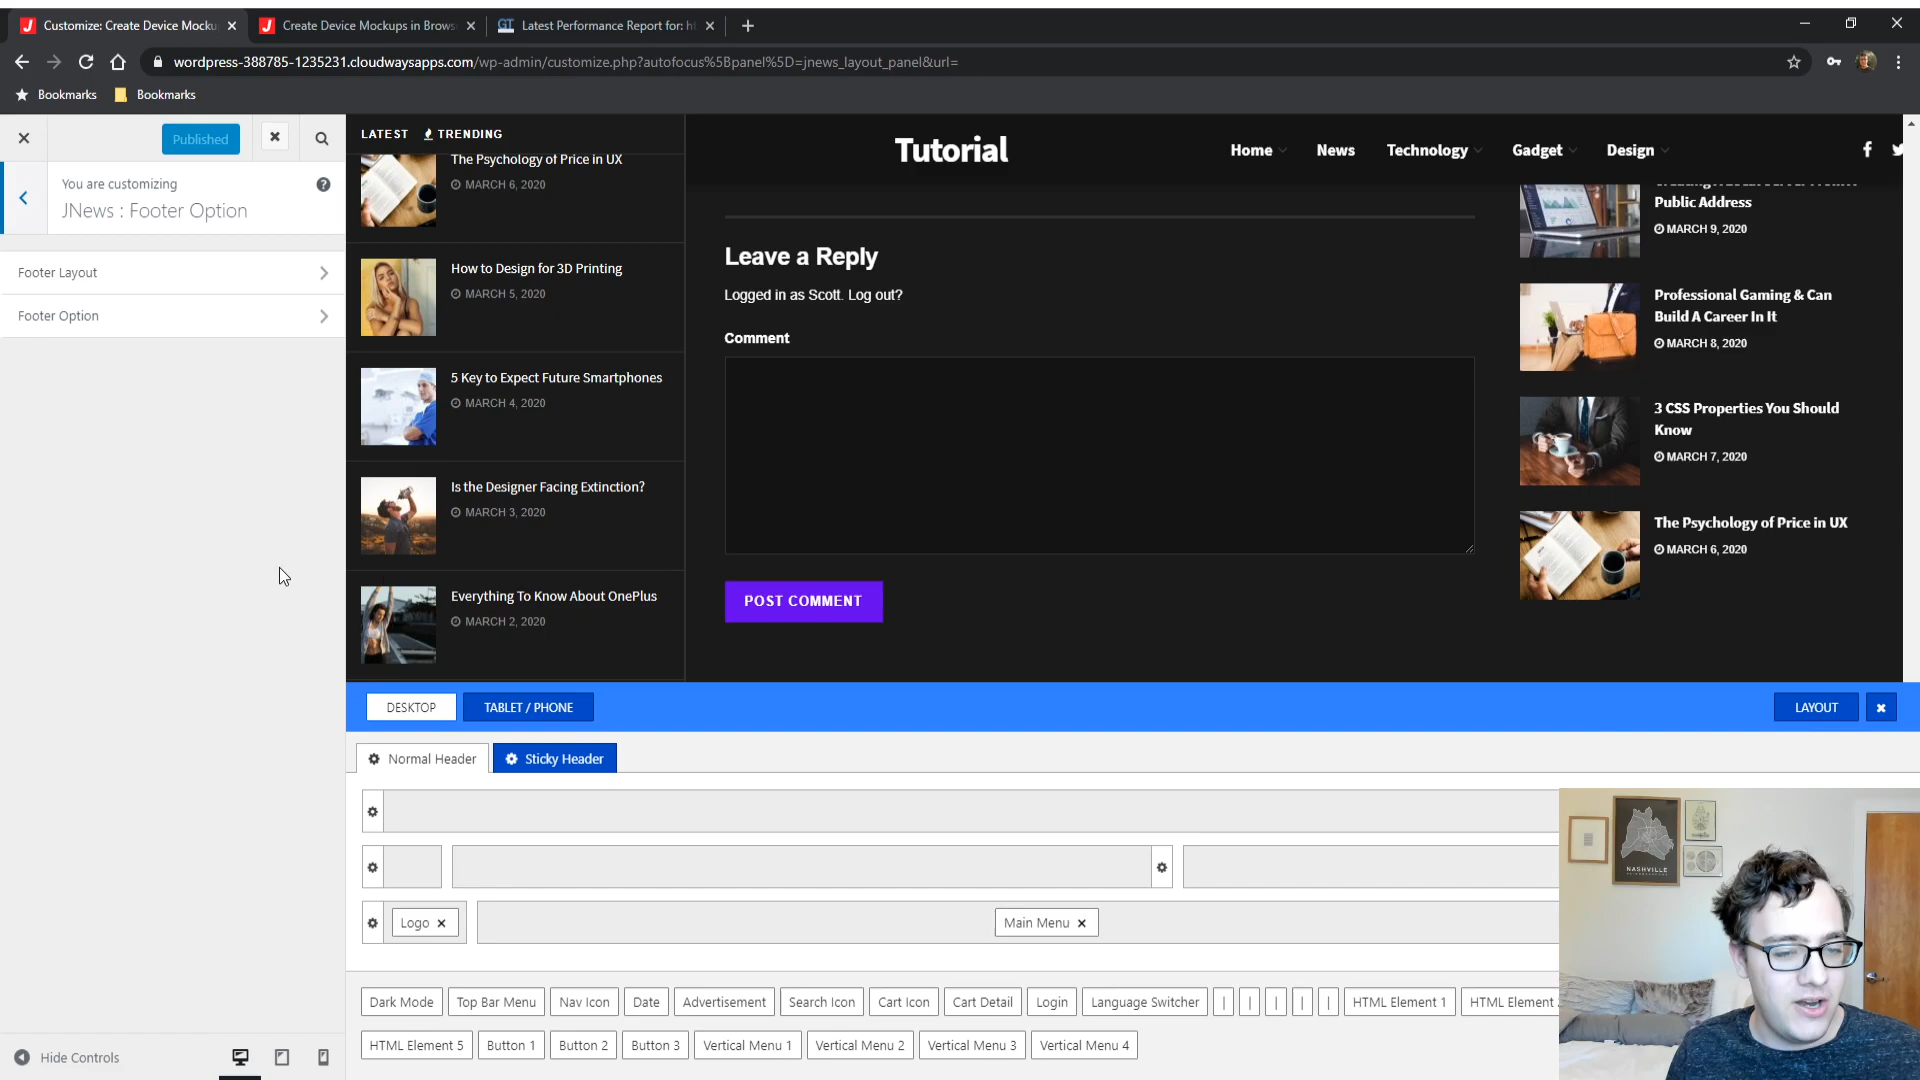 Customize: Create Device Mocku
Create Device Mockups in Brows
GT Latest Performance Report for: h
wordpress-388785-1235231.cloudwaysapps.com/wp-admin/customize.php?autofocus%5Bpanel%5D=jnews_layout_panel&url=
Bookmarks
Bookmarks
Published
You are customizing
JNews : Footer Option
Footer Layout
Footer Option
Hide Controls
LATEST TRENDING
The Psychology of Price in UX
MARCH 6, 2020
How to Design for 3D Printing
MARCH 5, 2020
5 Key to Expect Future Smartphones
MARCH 4, 2020
Is the Designer Facing Extinction?
MARCH 3, 2020
Everything To Know About OnePlus
MARCH 2, 2020
Tutorial
Home
News
Technology
Gadget
Design
Leave a Reply
Logged in as Scott. Log out?
Comment
POST COMMENT
Public Address
MARCH 9, 2020
Professional Gaming & Can
Build A Career In It
MARCH 8, 2020
3 CSS Properties You Should
Know
MARCH 7, 2020
The Psychology of Price in UX
MARCH 6, 2020
DESKTOP
TABLET / PHONE
LAYOUT
Normal Header
Sticky Header
Logo
Main Menu
Dark Mode
Top Bar Menu
Nav Icon
Date
Advertisement
Search Icon
Cart Icon
Cart Detail
Login
Language Switcher
|
|
|
|
|
HTML Element 1
HTML Element
HTML Element 5
Button 1
Button 2
Button 3
Vertical Menu 1
Vertical Menu 2
Vertical Menu 3
Vertical Menu 4
NASHVILLE